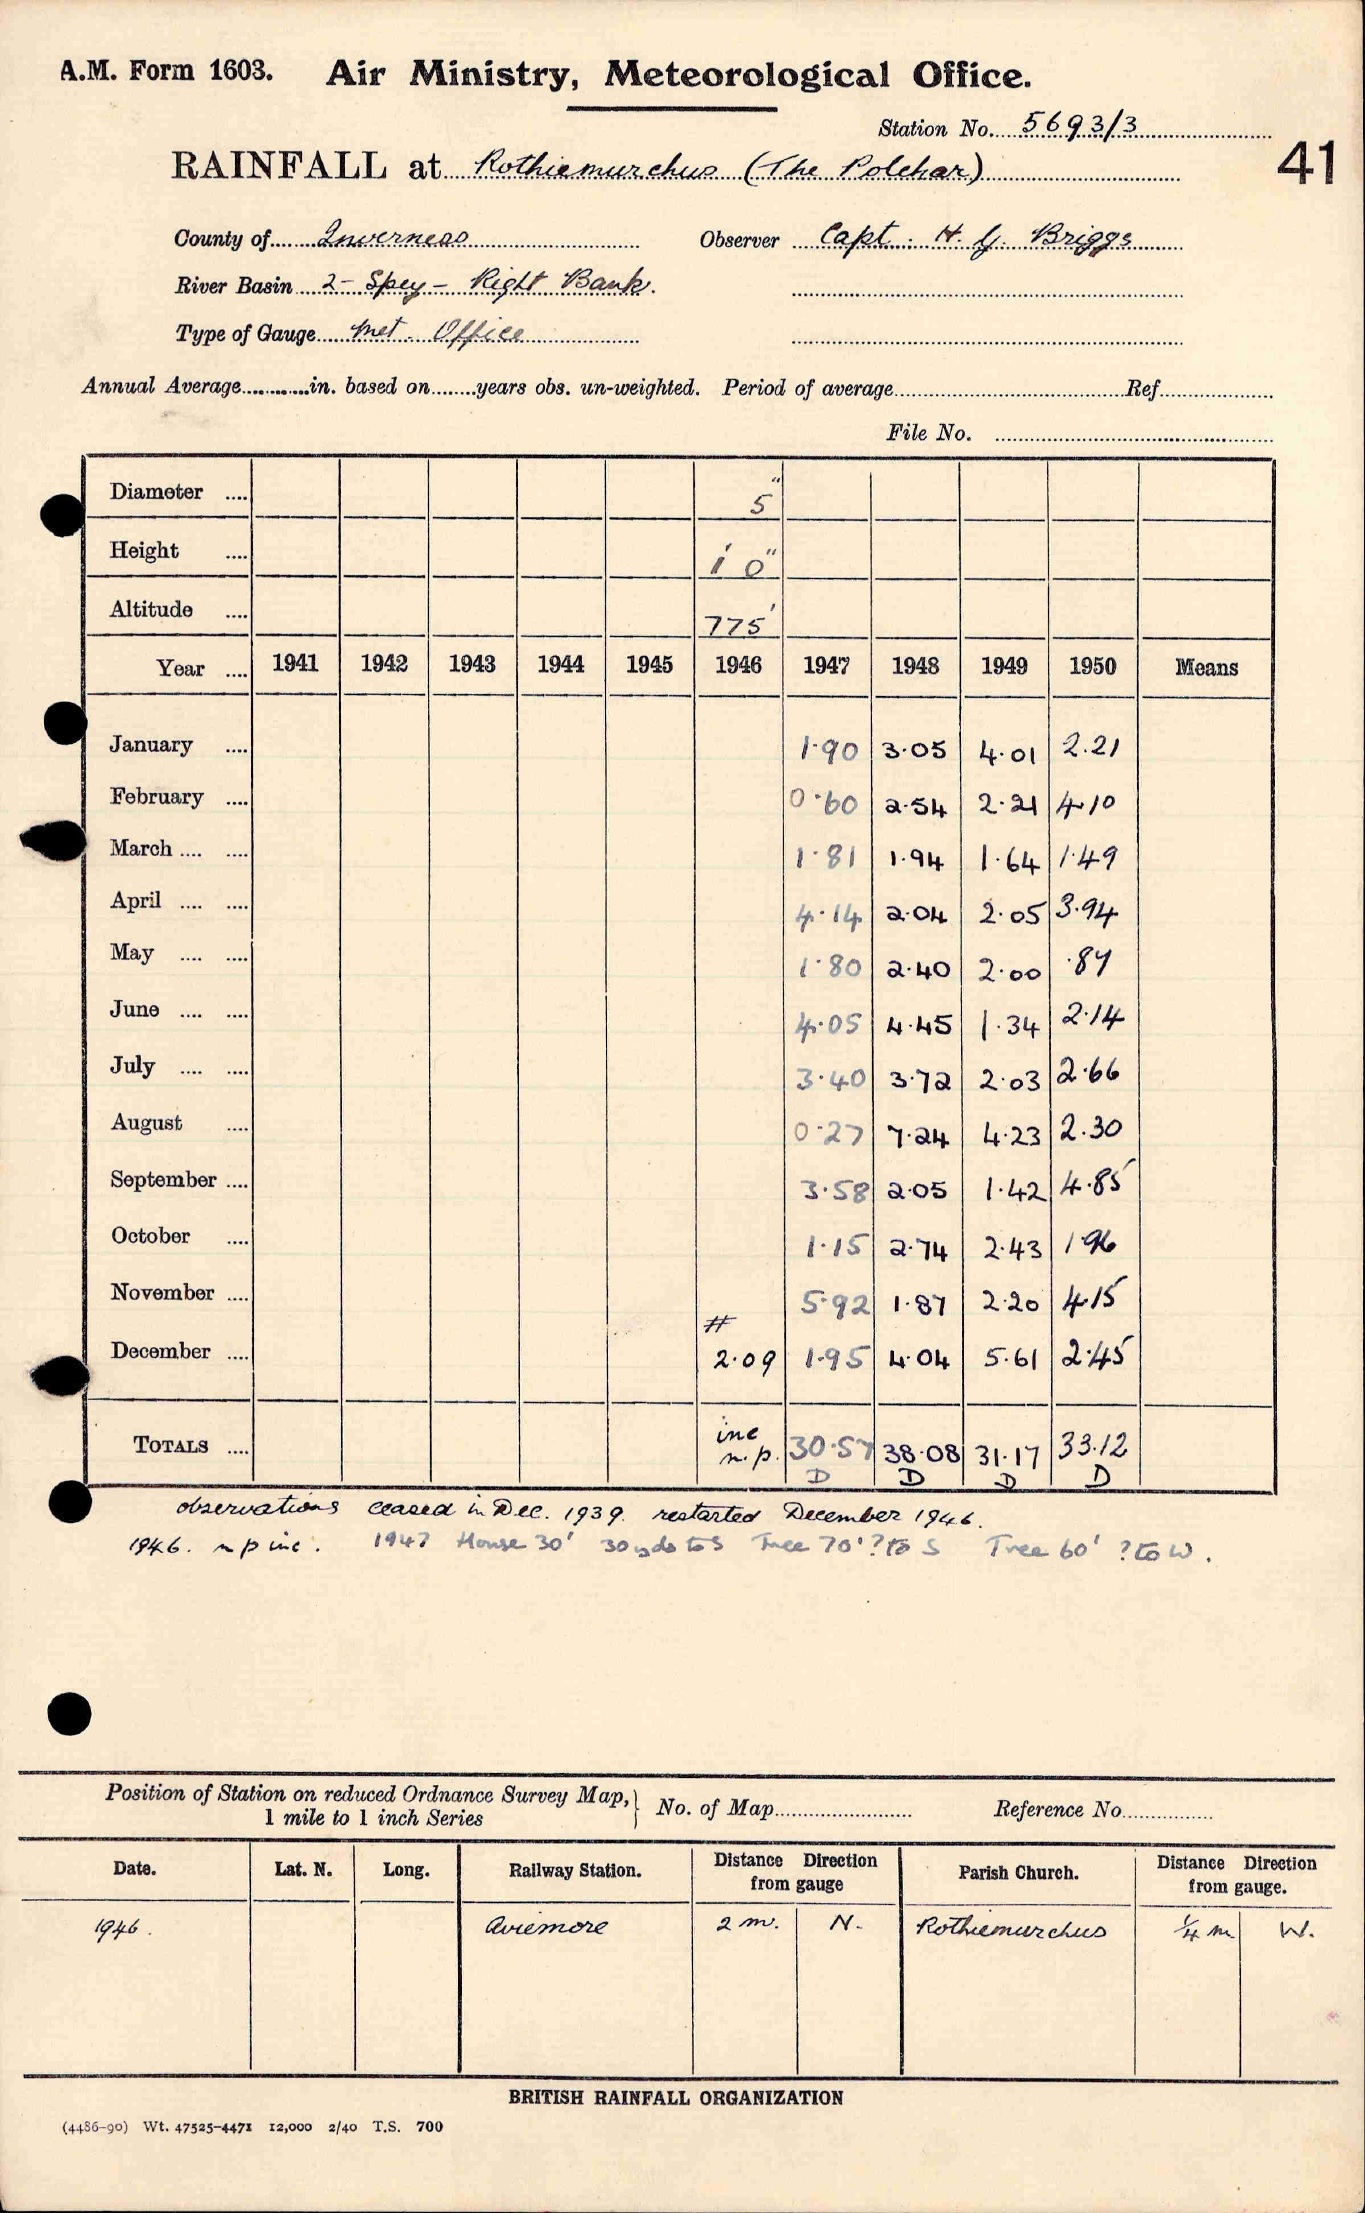 A.M. Form 1603. Air Ministry, Meteorological Office.
Station No. 5693/3
41
RAINFALL at Rothiemurchus (The Polchar)
County of Inverness Observer Capt. H. G. Briggs
River Basin 2 - Spey - Right Bank.
Type of Gauge Met. Office
Annual Average............in. based on........years obs. un-weighted. Period of average.................... Ref....................
File No. ....................
Diameter .... 5"
Height .... 1' 0"
Altitude .... 775'
Year .... 1941 1942 1943 1944 1945 1946 1947 1948 1949 1950 Means
January .... 1·90 3·05 4·01 2·21
February .... 0·60 2·54 2·21 4·10
March .... .... 1·81 1·94 1·64 1·49
April .... .... 4·14 2·04 2·05 3·94
May .... .... 1·80 2·40 2·00 ·87
June .... .... 4·05 4·45 1·34 2·14
July .... .... 3·40 3·72 2·03 2·66
August .... 0·27 7·24 4·23 2·30
September .... 3·58 2·05 1·42 4·85
October .... 1·15 2·74 2·43 1·96
November .... 5·92 1·87 2·20 4·15
#
December .... 2·09 1·95 4·04 5·61 2·45
TOTALS .... inc n.p. 30·57 38·08 31·17 33·12
D D D D
observations ceased in Dec. 1939. restarted December 1946.
1946. n p inc. 1947 House 30' 30 yds to S Tree 70' ? to S Tree 60' ? to W.
Position of Station on reduced Ordnance Survey Map, } No. of Map.................... Reference No...............
1 mile to 1 inch Series
Date. Lat. N. Long. Railway Station. Distance Direction from gauge Parish Church. Distance Direction from gauge.
1946. Aviemore 2 m. N. Rothiemurchus ¼ m W.
BRITISH RAINFALL ORGANIZATION
(4486-90) Wt. 47525-4471 12,000 2/40 T.S. 700